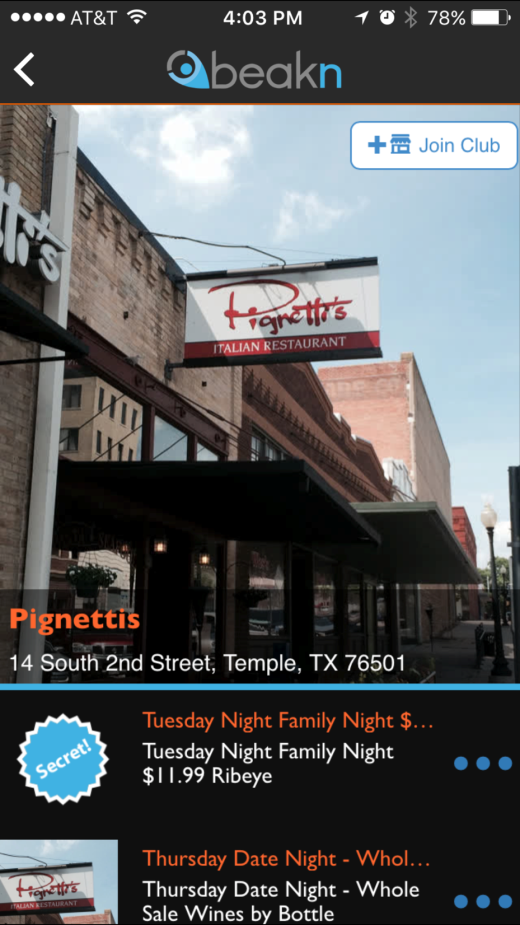 AT&T
4:03 PM
78%
beakn
Join Club
tti's
Pignetti's
ITALIAN RESTAURANT
Pignettis
14 South 2nd Street, Temple, TX 76501
Secret!
Tuesday Night Family Night $...
Tuesday Night Family Night
$11.99 Ribeye
Pignetti's
ITALIAN RESTAURANT
Thursday Date Night - Whol...
Thursday Date Night - Whole
Sale Wines by Bottle